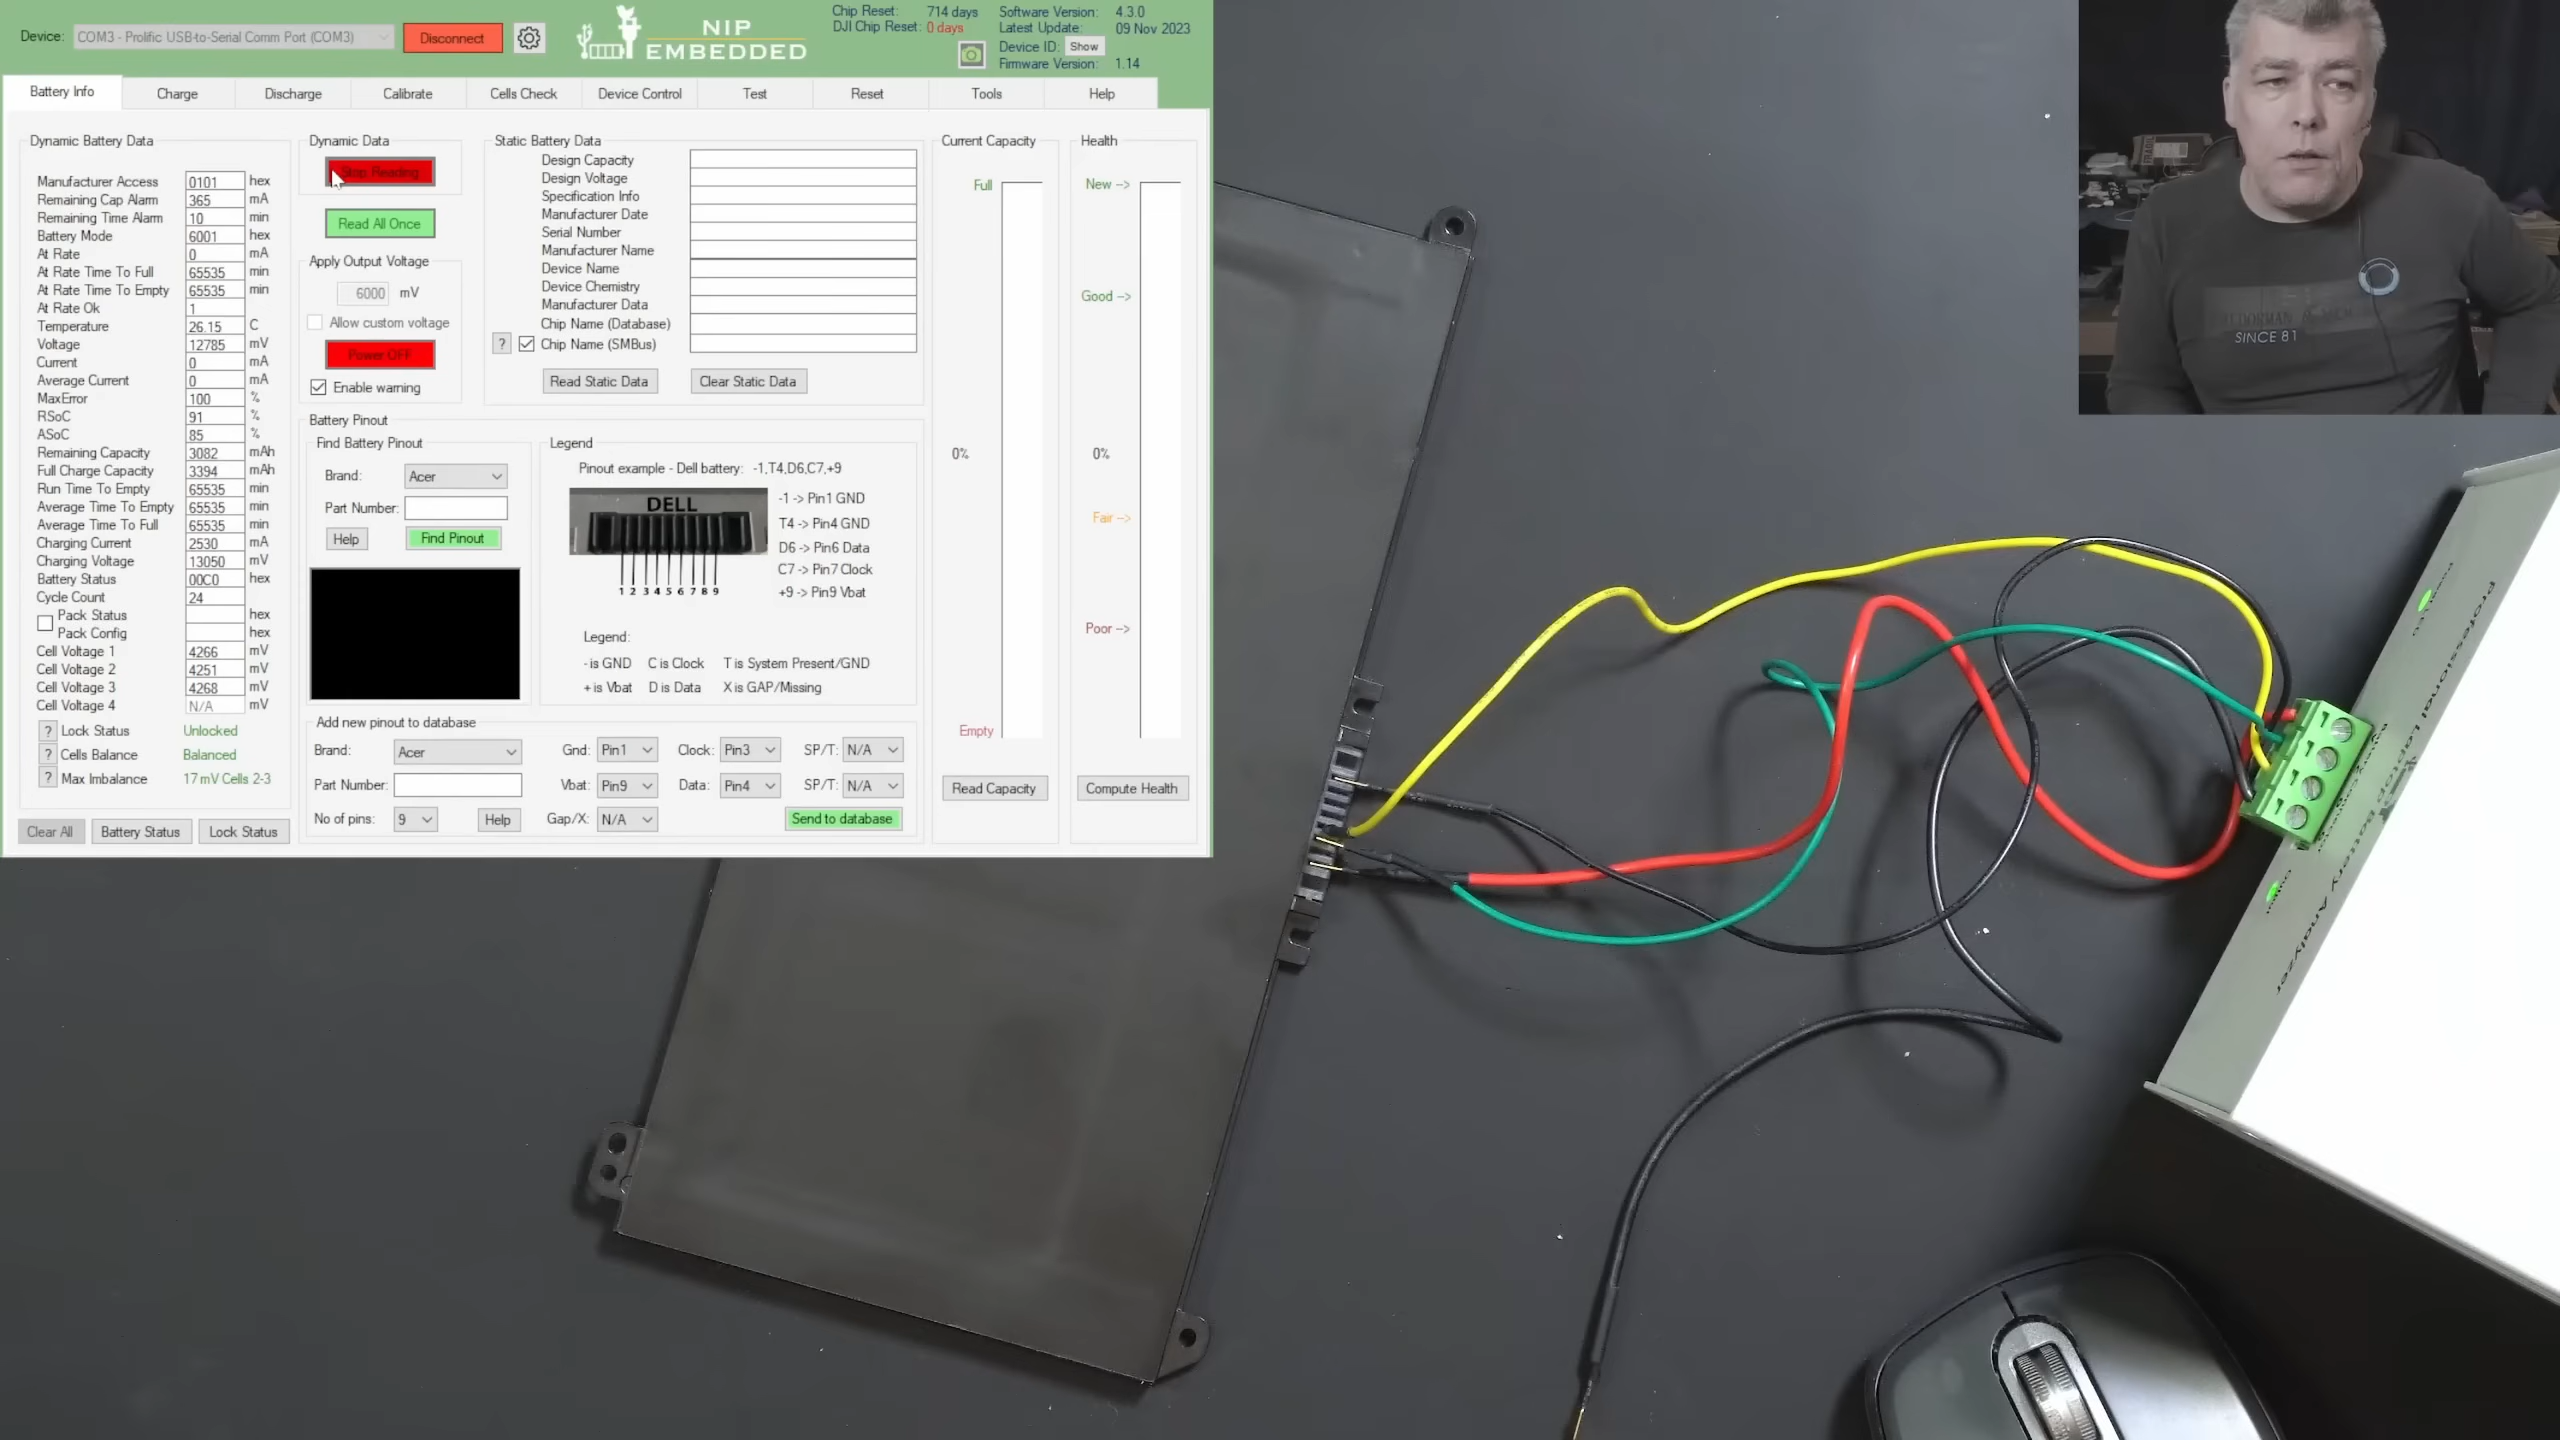 Device: COM3 - Prolific USB-to-Serial Comm Port (COM3) Disconnect
NIP EMBEDDED
Chip Reset: 714 days
DJI Chip Reset: 0 days
Software Version: 4.3.0
Latest Update: 09 Nov 2023
Device ID: Show
Firmware Version: 1.14
Battery Info Charge Discharge Calibrate Cells Check Device Control Test Reset Tools Help
Dynamic Battery Data
Manufacturer Access 0101 hex
Remaining Cap Alarm 365 mA
Remaining Time Alarm 10 min
Battery Mode 6001 hex
At Rate 0 mA
At Rate Time To Full 65535 min
At Rate Time To Empty 65535 min
At Rate Ok 1
Temperature 26.15 C
Voltage 12785 mV
Current 0 mA
Average Current 0 mA
MaxError 100 %
RSoC 91 %
ASoC 85 %
Remaining Capacity 3082 mAh
Full Charge Capacity 3394 mAh
Run Time To Empty 65535 min
Average Time To Empty 65535 min
Average Time To Full 65535 min
Charging Current 2530 mA
Charging Voltage 13050 mV
Battery Status 00C0 hex
Cycle Count 24
Pack Status hex
Pack Config hex
Cell Voltage 1 4266 mV
Cell Voltage 2 4251 mV
Cell Voltage 3 4268 mV
Cell Voltage 4 N/A mV
? Lock Status Unlocked
? Cells Balance Balanced
? Max Imbalance 17 mV Cells 2-3
Clear All Battery Status Lock Status
Dynamic Data
Stop Reading
Read All Once
Apply Output Voltage
6000 mV
Allow custom voltage
Power OFF
Enable warning
Static Battery Data
Design Capacity
Design Voltage
Specification Info
Manufacturer Date
Serial Number
Manufacturer Name
Device Name
Device Chemistry
Manufacturer Data
Chip Name (Database)
? Chip Name (SMBus)
Read Static Data Clear Static Data
Battery Pinout
Find Battery Pinout
Brand: Acer
Part Number:
Help Find Pinout
Legend
Pinout example - Dell battery: -1,T4,D6,C7,+9
DELL
1 2 3 4 5 6 7 8 9
-1 -> Pin1 GND
T4 -> Pin4 GND
D6 -> Pin6 Data
C7 -> Pin7 Clock
+9 -> Pin9 Vbat
Legend:
- is GND C is Clock T is System Present/GND
+ is Vbat D is Data X is GAP/Missing
Add new pinout to database
Brand: Acer Gnd: Pin1 Clock: Pin3 SP/T: N/A
Part Number: Vbat: Pin9 Data: Pin4 SP/T: N/A
No of pins: 9 Help Gap/X: N/A Send to database
Current Capacity
Full
0%
Empty
Read Capacity
Health
New -->
Good -->
0%
Fair -->
Poor -->
Compute Health
SINCE 81
Professional Laptop Battery Analyzer